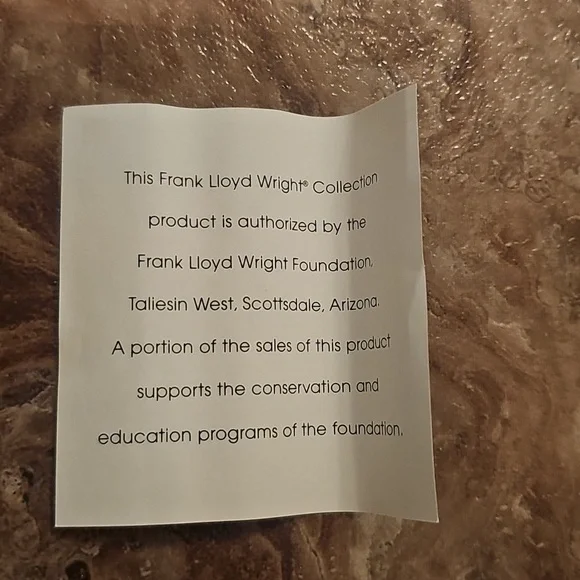 This Frank Lloyd Wright® Collection
product is authorized by the
Frank Lloyd Wright Foundation,
Taliesin West, Scottsdale, Arizona.
A portion of the sales of this product
supports the conservation and
education programs of the foundation.